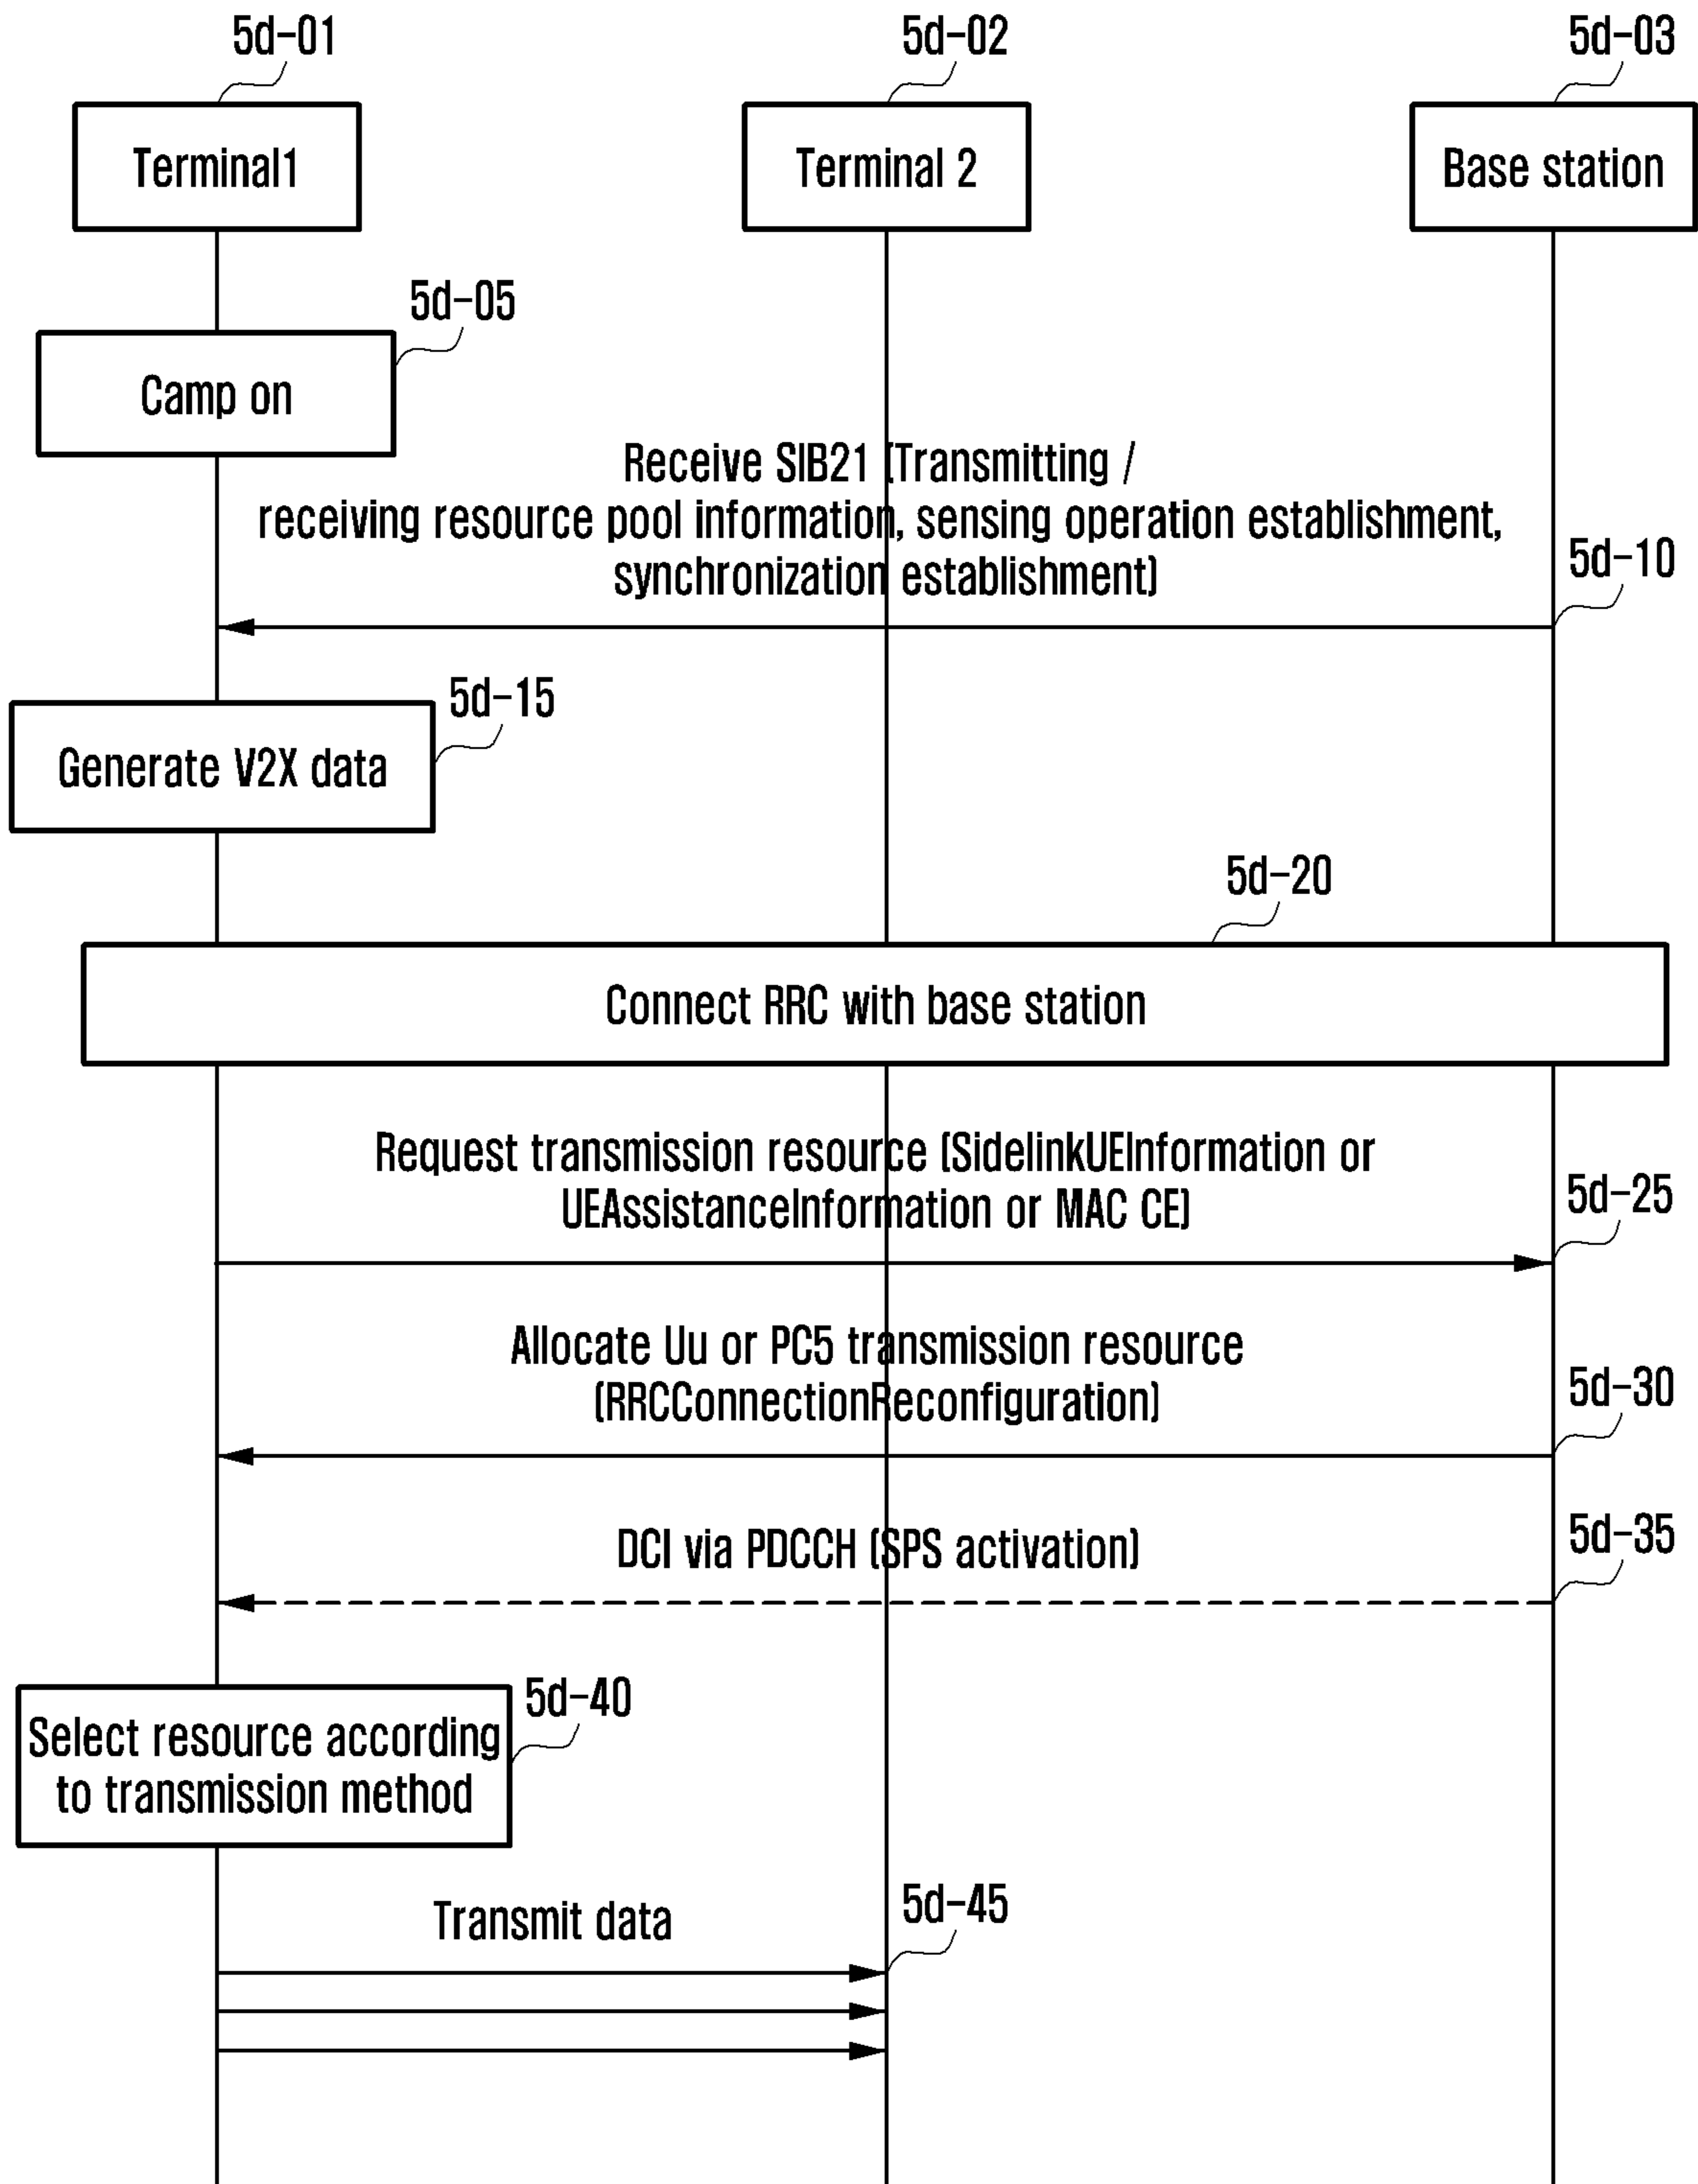 5d-01
5d-02
5d-03
Terminal1
Terminal 2
Base station
5d-05
Camp on
Receive SIB21 (Transmitting /
receiving resource pool information, sensing operation establishment,
synchronization establishment)
5d-10
5d-15
Generate V2X data
5d-20
Connect RRC with base station
Request transmission resource (SidelinkUEInformation or
UEAssistanceInformation or MAC CE)
5d-25
Allocate Uu or PC5 transmission resource
(RRCConnectionReconfiguration)
5d-30
DCI via PDCCH (SPS activation)
5d-35
5d-40
Select resource according
to transmission method
Transmit data
5d-45